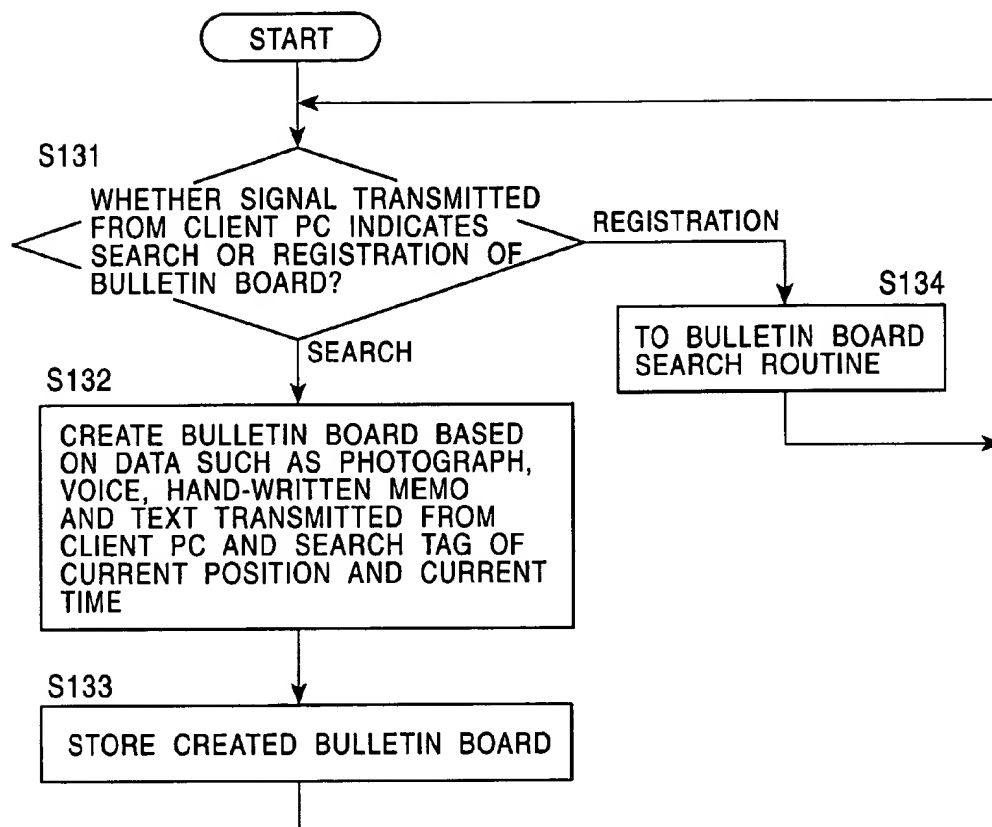 START
S131
WHETHER SIGNAL TRANSMITTED
FROM CLIENT PC INDICATES
SEARCH OR REGISTRATION OF
BULLETIN BOARD?
REGISTRATION
S134
TO BULLETIN BOARD
SEARCH ROUTINE
SEARCH
S132
CREATE BULLETIN BOARD BASED
ON DATA SUCH AS PHOTOGRAPH,
VOICE, HAND-WRITTEN MEMO
AND TEXT TRANSMITTED FROM
CLIENT PC AND SEARCH TAG OF
CURRENT POSITION AND CURRENT
TIME
S133
STORE CREATED BULLETIN BOARD